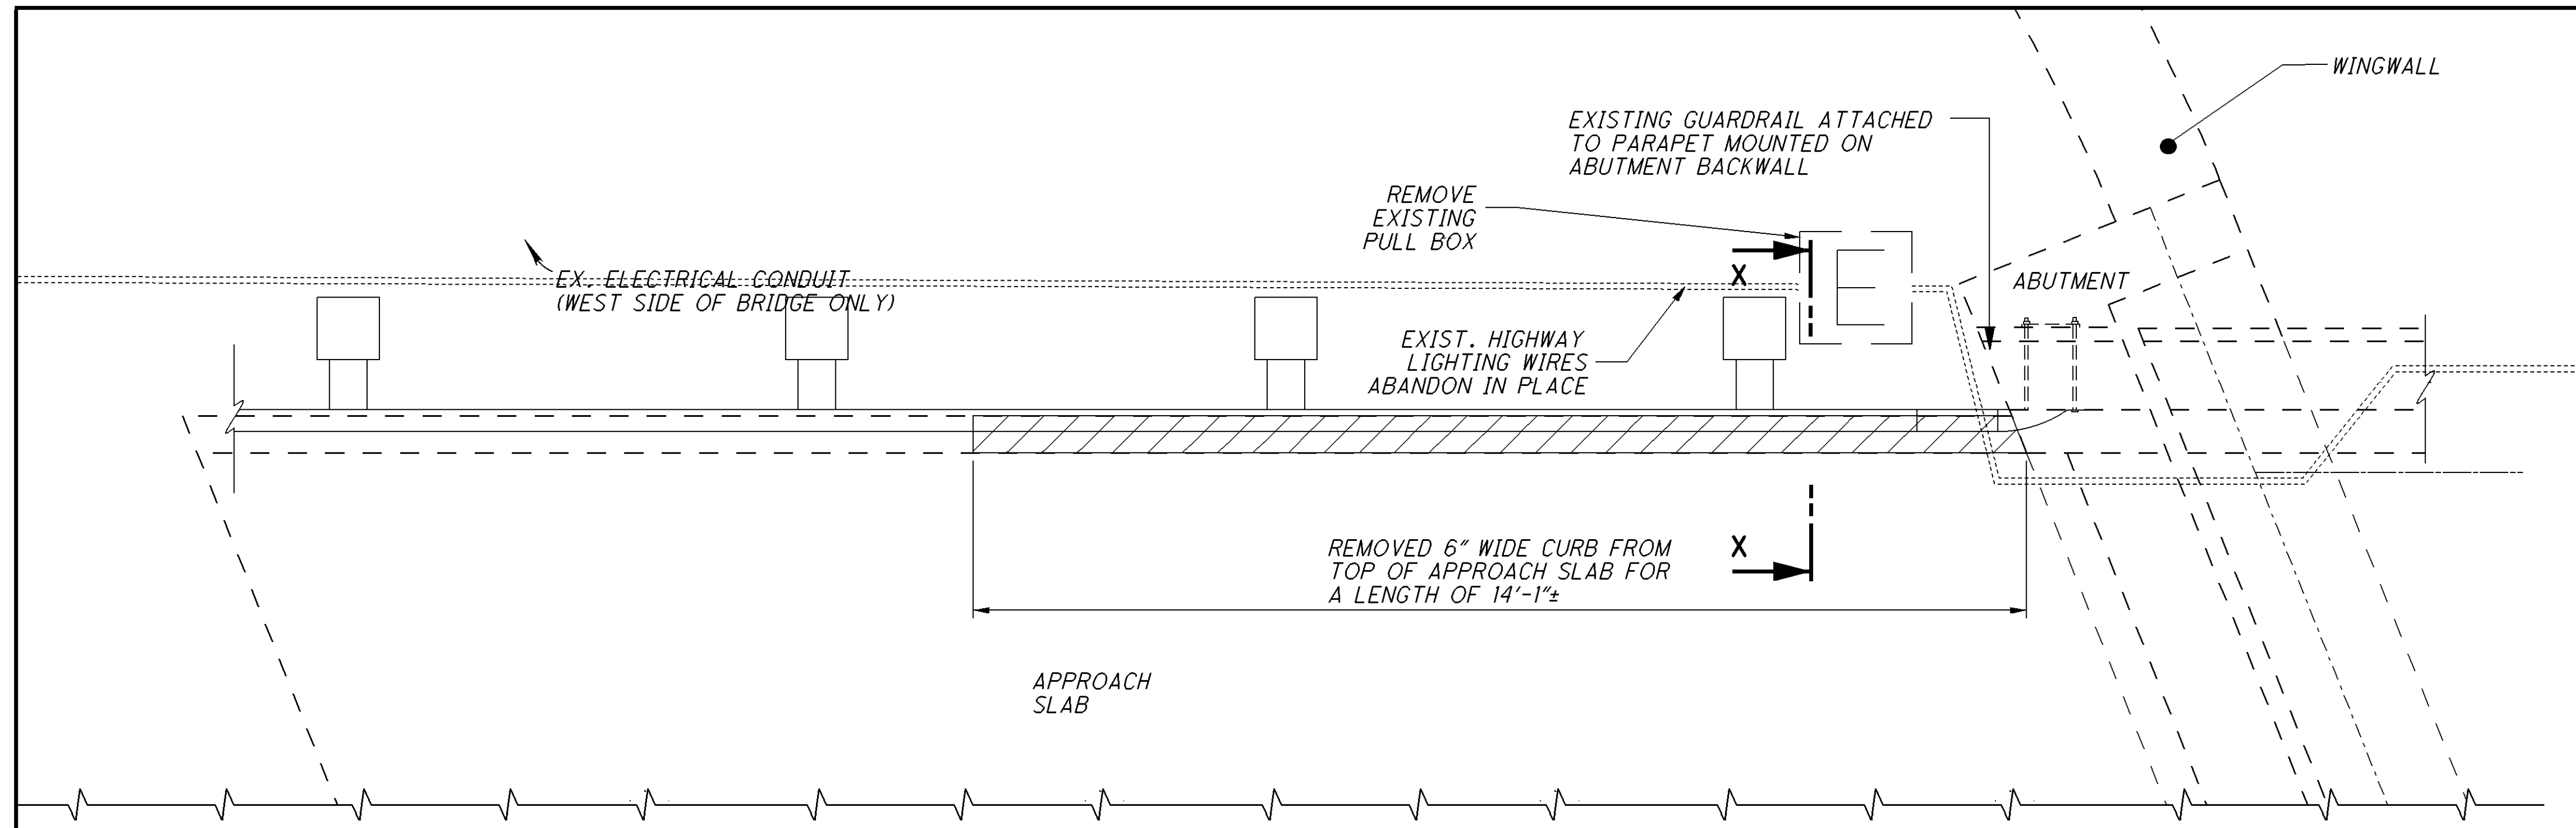 WINGWALL
EXISTING GUARDRAIL ATTACHED
TO PARAPET MOUNTED ON
ABUTMENT BACKWALL
REMOVE
EXISTING
PULL BOX
X
E
EX. ELECTRICAL CONDUIT
(WEST SIDE OF BRIDGE ONLY)
ABUTMENT
EXIST. HIGHWAY
LIGHTING WIRES
ABANDON IN PLACE
REMOVED 6" WIDE CURB FROM
TOP OF APPROACH SLAB FOR
A LENGTH OF 14'-1"±
X
APPROACH
SLAB